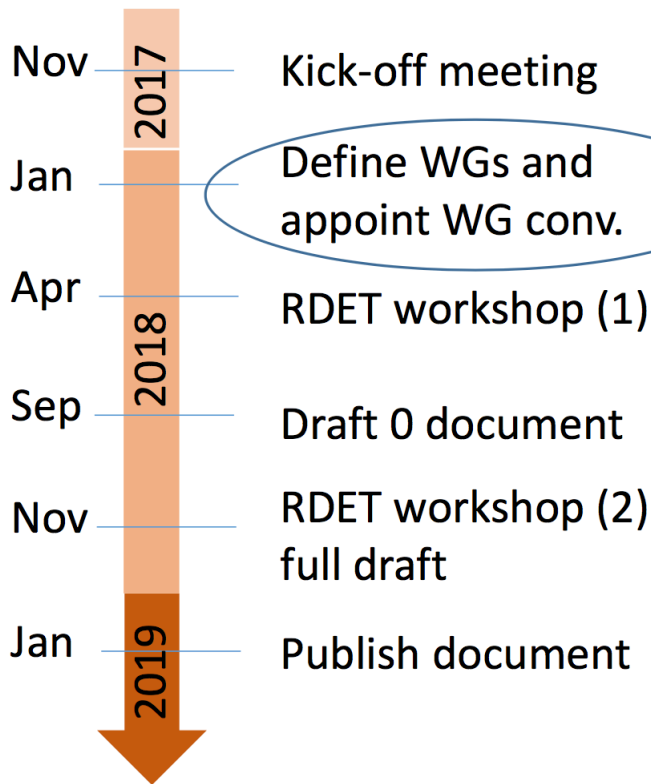 Nov
2017
Kick-off meeting
Jan
Define WGs and
appoint WG conv.
Apr
RDET workshop (1)
2018
Sep
Draft 0 document
Nov
RDET workshop (2)
full draft
Jan
2019
Publish document